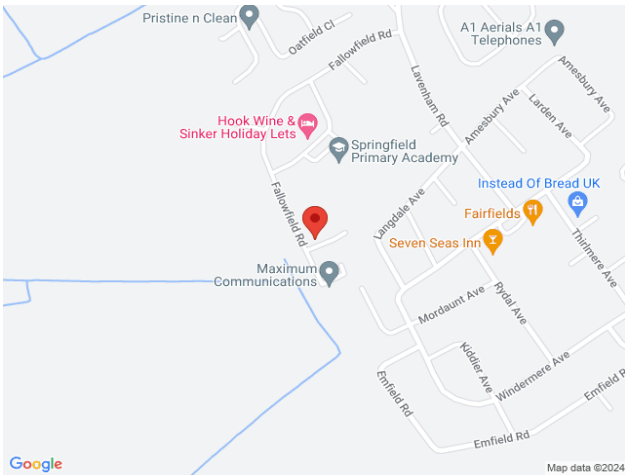 Pristine n Clean
Oatfield Cl
Fallowfield Rd
A1 Aerials A1
Telephones
Lavenham Rd
Amesbury Ave
Amesbury Ave
Larden Ave
Hook Wine &
Sinker Holiday Lets
Springfield
Primary Academy
Instead Of Bread UK
Fallowfield Rd
Langdale Ave
Fairfields
Seven Seas Inn
Thirlmere Ave
Maximum
Communications
Mordaunt Ave
Rydal Ave
Kiddier Ave
Windermere Ave
Emfield Rd
Emfield R
Emfield Rd
Google
Map data ©2024